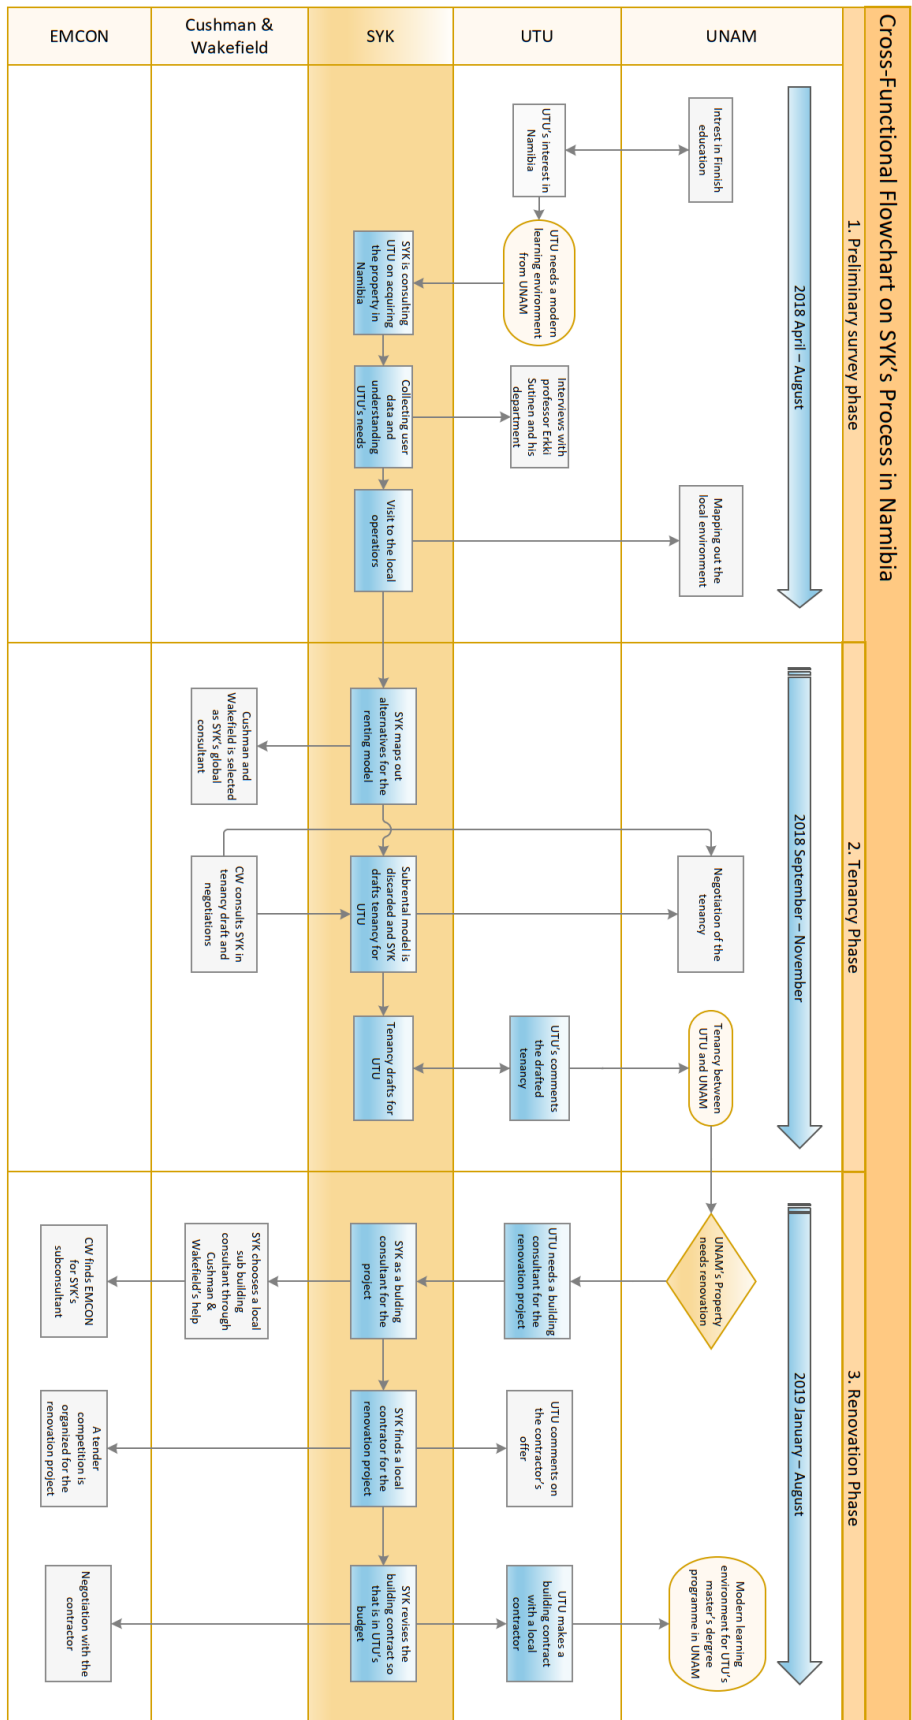 Cross-Functional Flowchart on SYK's Process in Namibia
1. Preliminary survey phase
2. Tenancy Phase
3. Renovation Phase
2018 April – August
2018 September – November
2019 January – August
UNAM
Intrest in Finnish
education
Mapping out the
local environment
Negotiation of the
tenancy
Tenancy between
UTU and UNAM
UNAM's Property
needs renovation
Modern learning
environment for UTU's
master's dergree
programme in UNAM
UTU
UTU's interest in
Namibia
UTU needs a modern
learning environment
from UNAM
Interviews with
professor Erkki
Sutinen and his
department
UTU's comments
the drafted
tenancy
UTU needs a building
consultant for the
renovation project
UTU comments on
the contractor's
offer
UTU makes a
building contract
with a local
contractor
SYK
SYK is consulting
UTU on acquiring
the property in
Namibia
Collecting user
data and
understanding
UTU's needs
Visit to the local
operatiors
SYK maps out
alternatives for the
renting model
Subrental model is
discarded and SYK
drafts tenancy for
UTU
Tenancy drafts for
UTU
SYK as a bulding
consultant for the
project
SYK finds a local
contrator for the
renovation project
SYK revises the
building contract so
that is in UTU's
budget
Cushman &
Wakefield
Cushman and
Wakefield is selected
as SYK's global
consultant
CW consults SYK in
tenancy draft and
negotiations
SYK chooses a local
sub building
consultant through
Cushman &
Wakefield's help
EMCON
CW finds EMCON
for SYK's
subconsultant
A tender
competition is
organized for the
renovation project
Negotiation with the
contractor